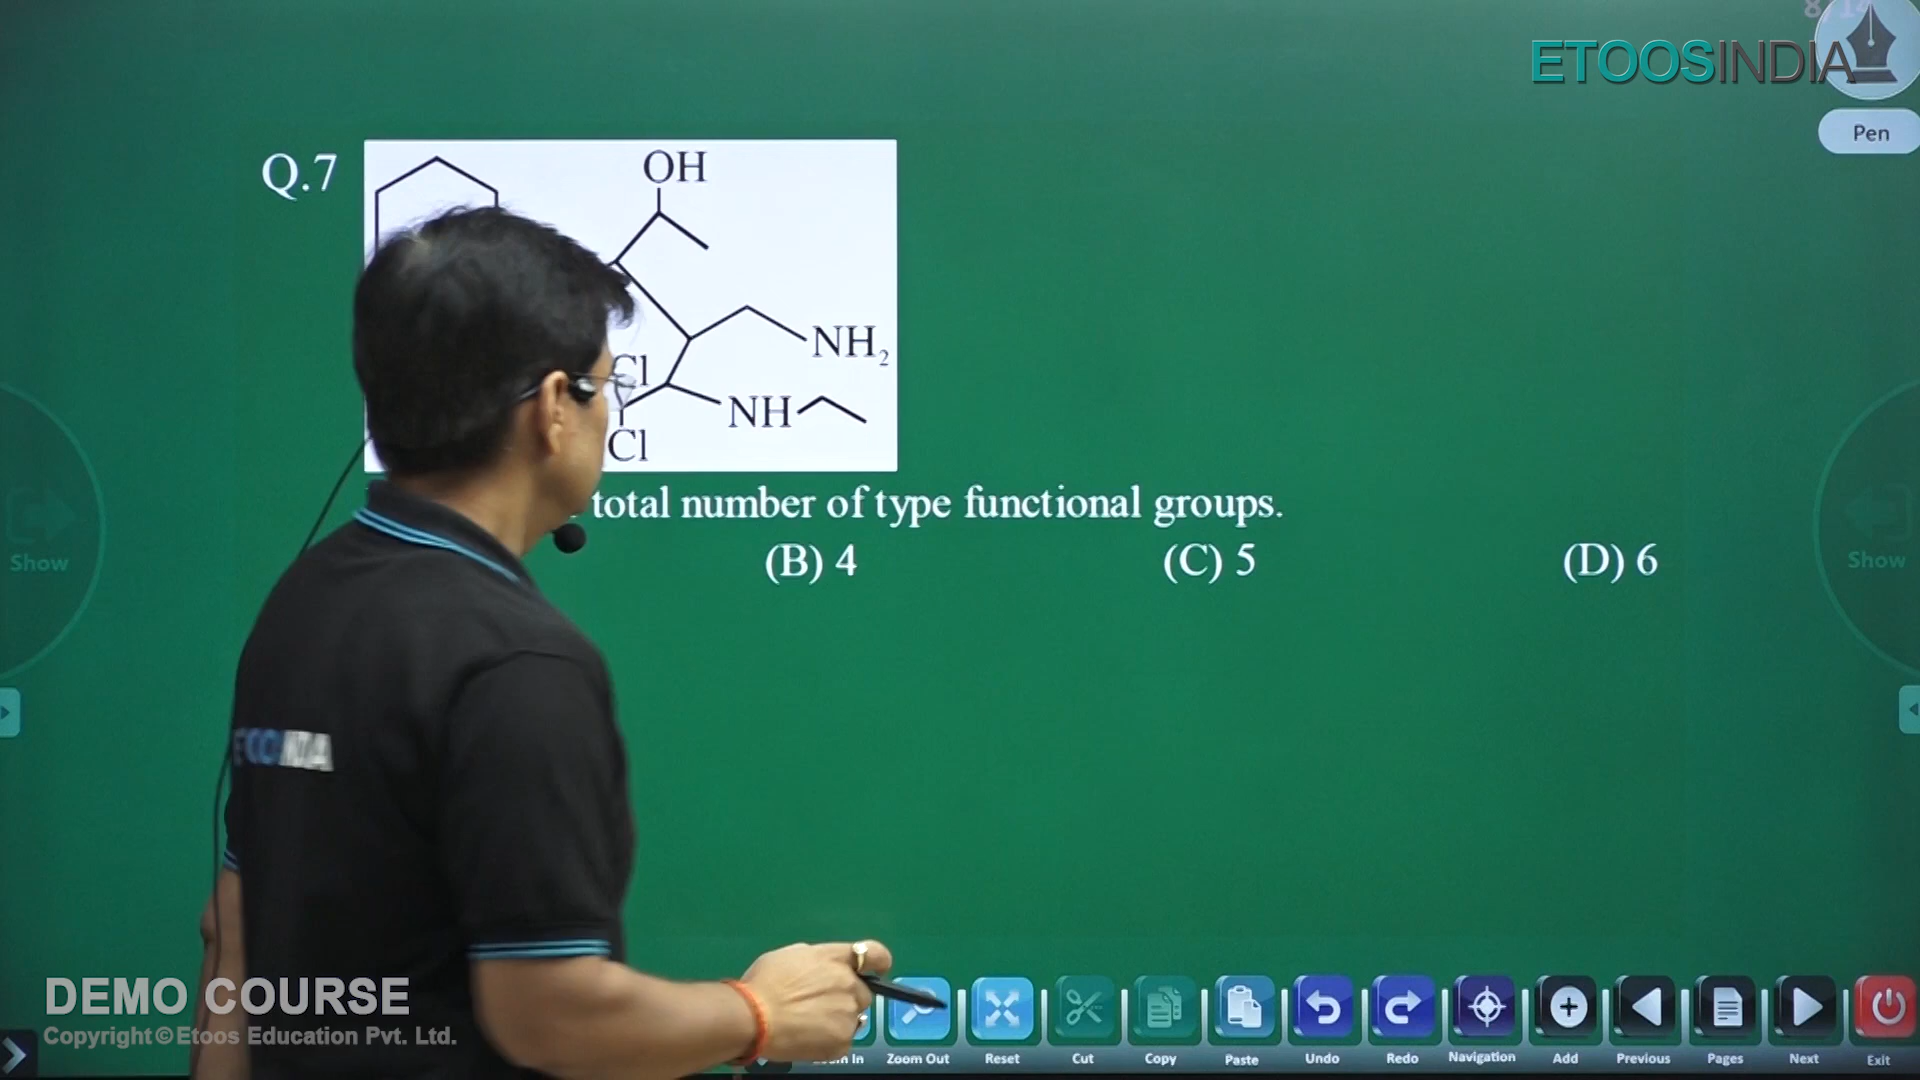 8/14
ETOOSINDIA
Pen
Q.7
OH
NH2
Cl
NH
Cl
total number of type functional groups.
(B) 4 (C) 5 (D) 6
Show
Show
DEMO COURSE
Copyright © Etoos Education Pvt. Ltd.
Zoom Out Reset Cut Copy Paste Undo Redo Navigation Add Previous Pages Next Exit